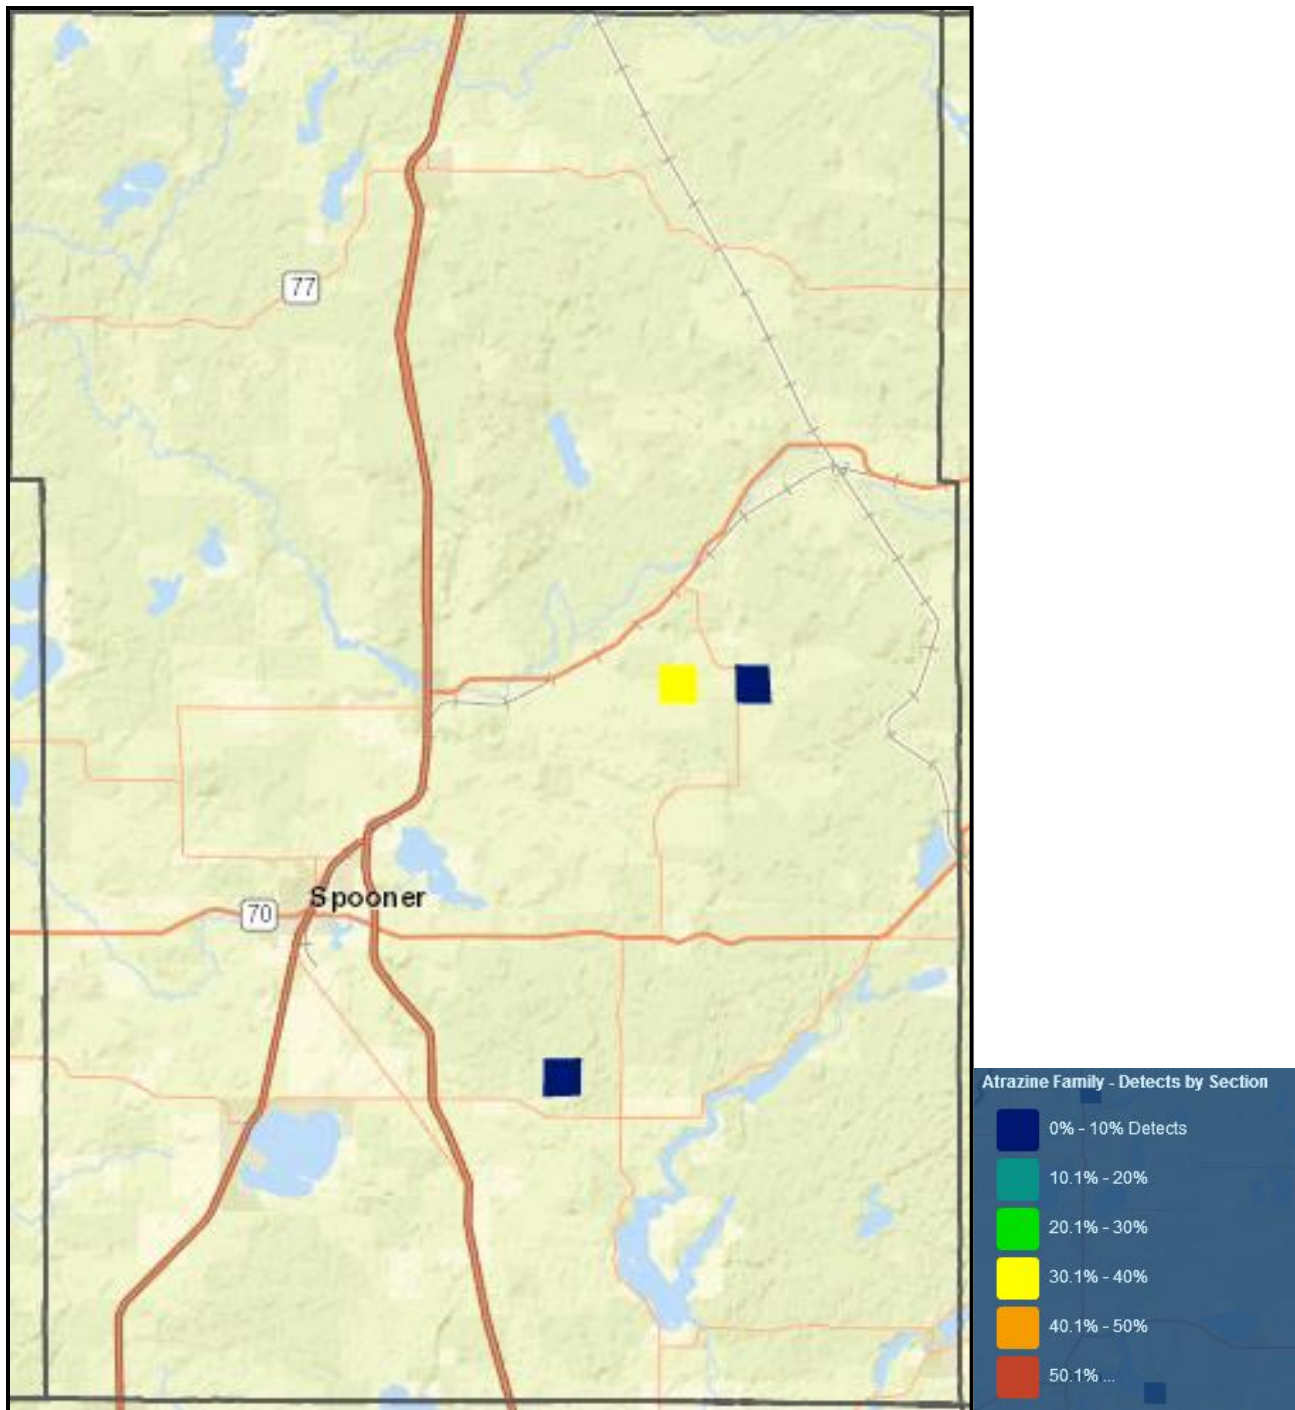 77
Spooner
70
Atrazine Family - Detects by Section
0% - 10% Detects
10.1% - 20%
20.1% - 30%
30.1% - 40%
40.1% - 50%
50.1% ...